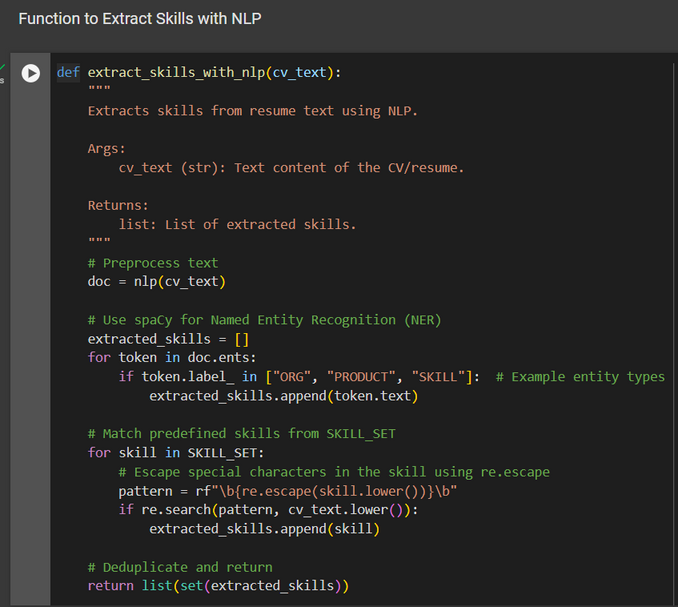 Function to Extract Skills with NLP
def extract_skills_with_nlp(cv_text):
    """
    Extracts skills from resume text using NLP.

    Args:
        cv_text (str): Text content of the CV/resume.

    Returns:
        list: List of extracted skills.
    """
    # Preprocess text
    doc = nlp(cv_text)

    # Use spaCy for Named Entity Recognition (NER)
    extracted_skills = []
    for token in doc.ents:
        if token.label_ in ["ORG", "PRODUCT", "SKILL"]:  # Example entity types
            extracted_skills.append(token.text)

    # Match predefined skills from SKILL_SET
    for skill in SKILL_SET:
        # Escape special characters in the skill using re.escape
        pattern = rf"\b{re.escape(skill.lower())}\b"
        if re.search(pattern, cv_text.lower()):
            extracted_skills.append(skill)

    # Deduplicate and return
    return list(set(extracted_skills))